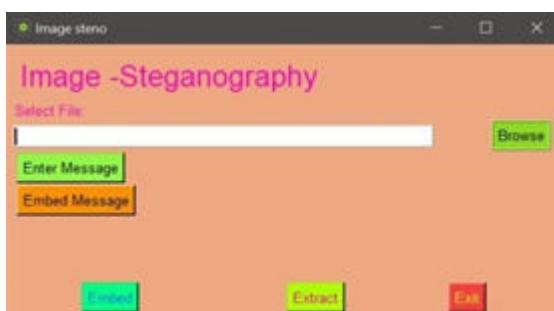 Image steno
Image -Steganography
Select File:
Browse
Enter Message
Embed Message
Embed Extract Exit